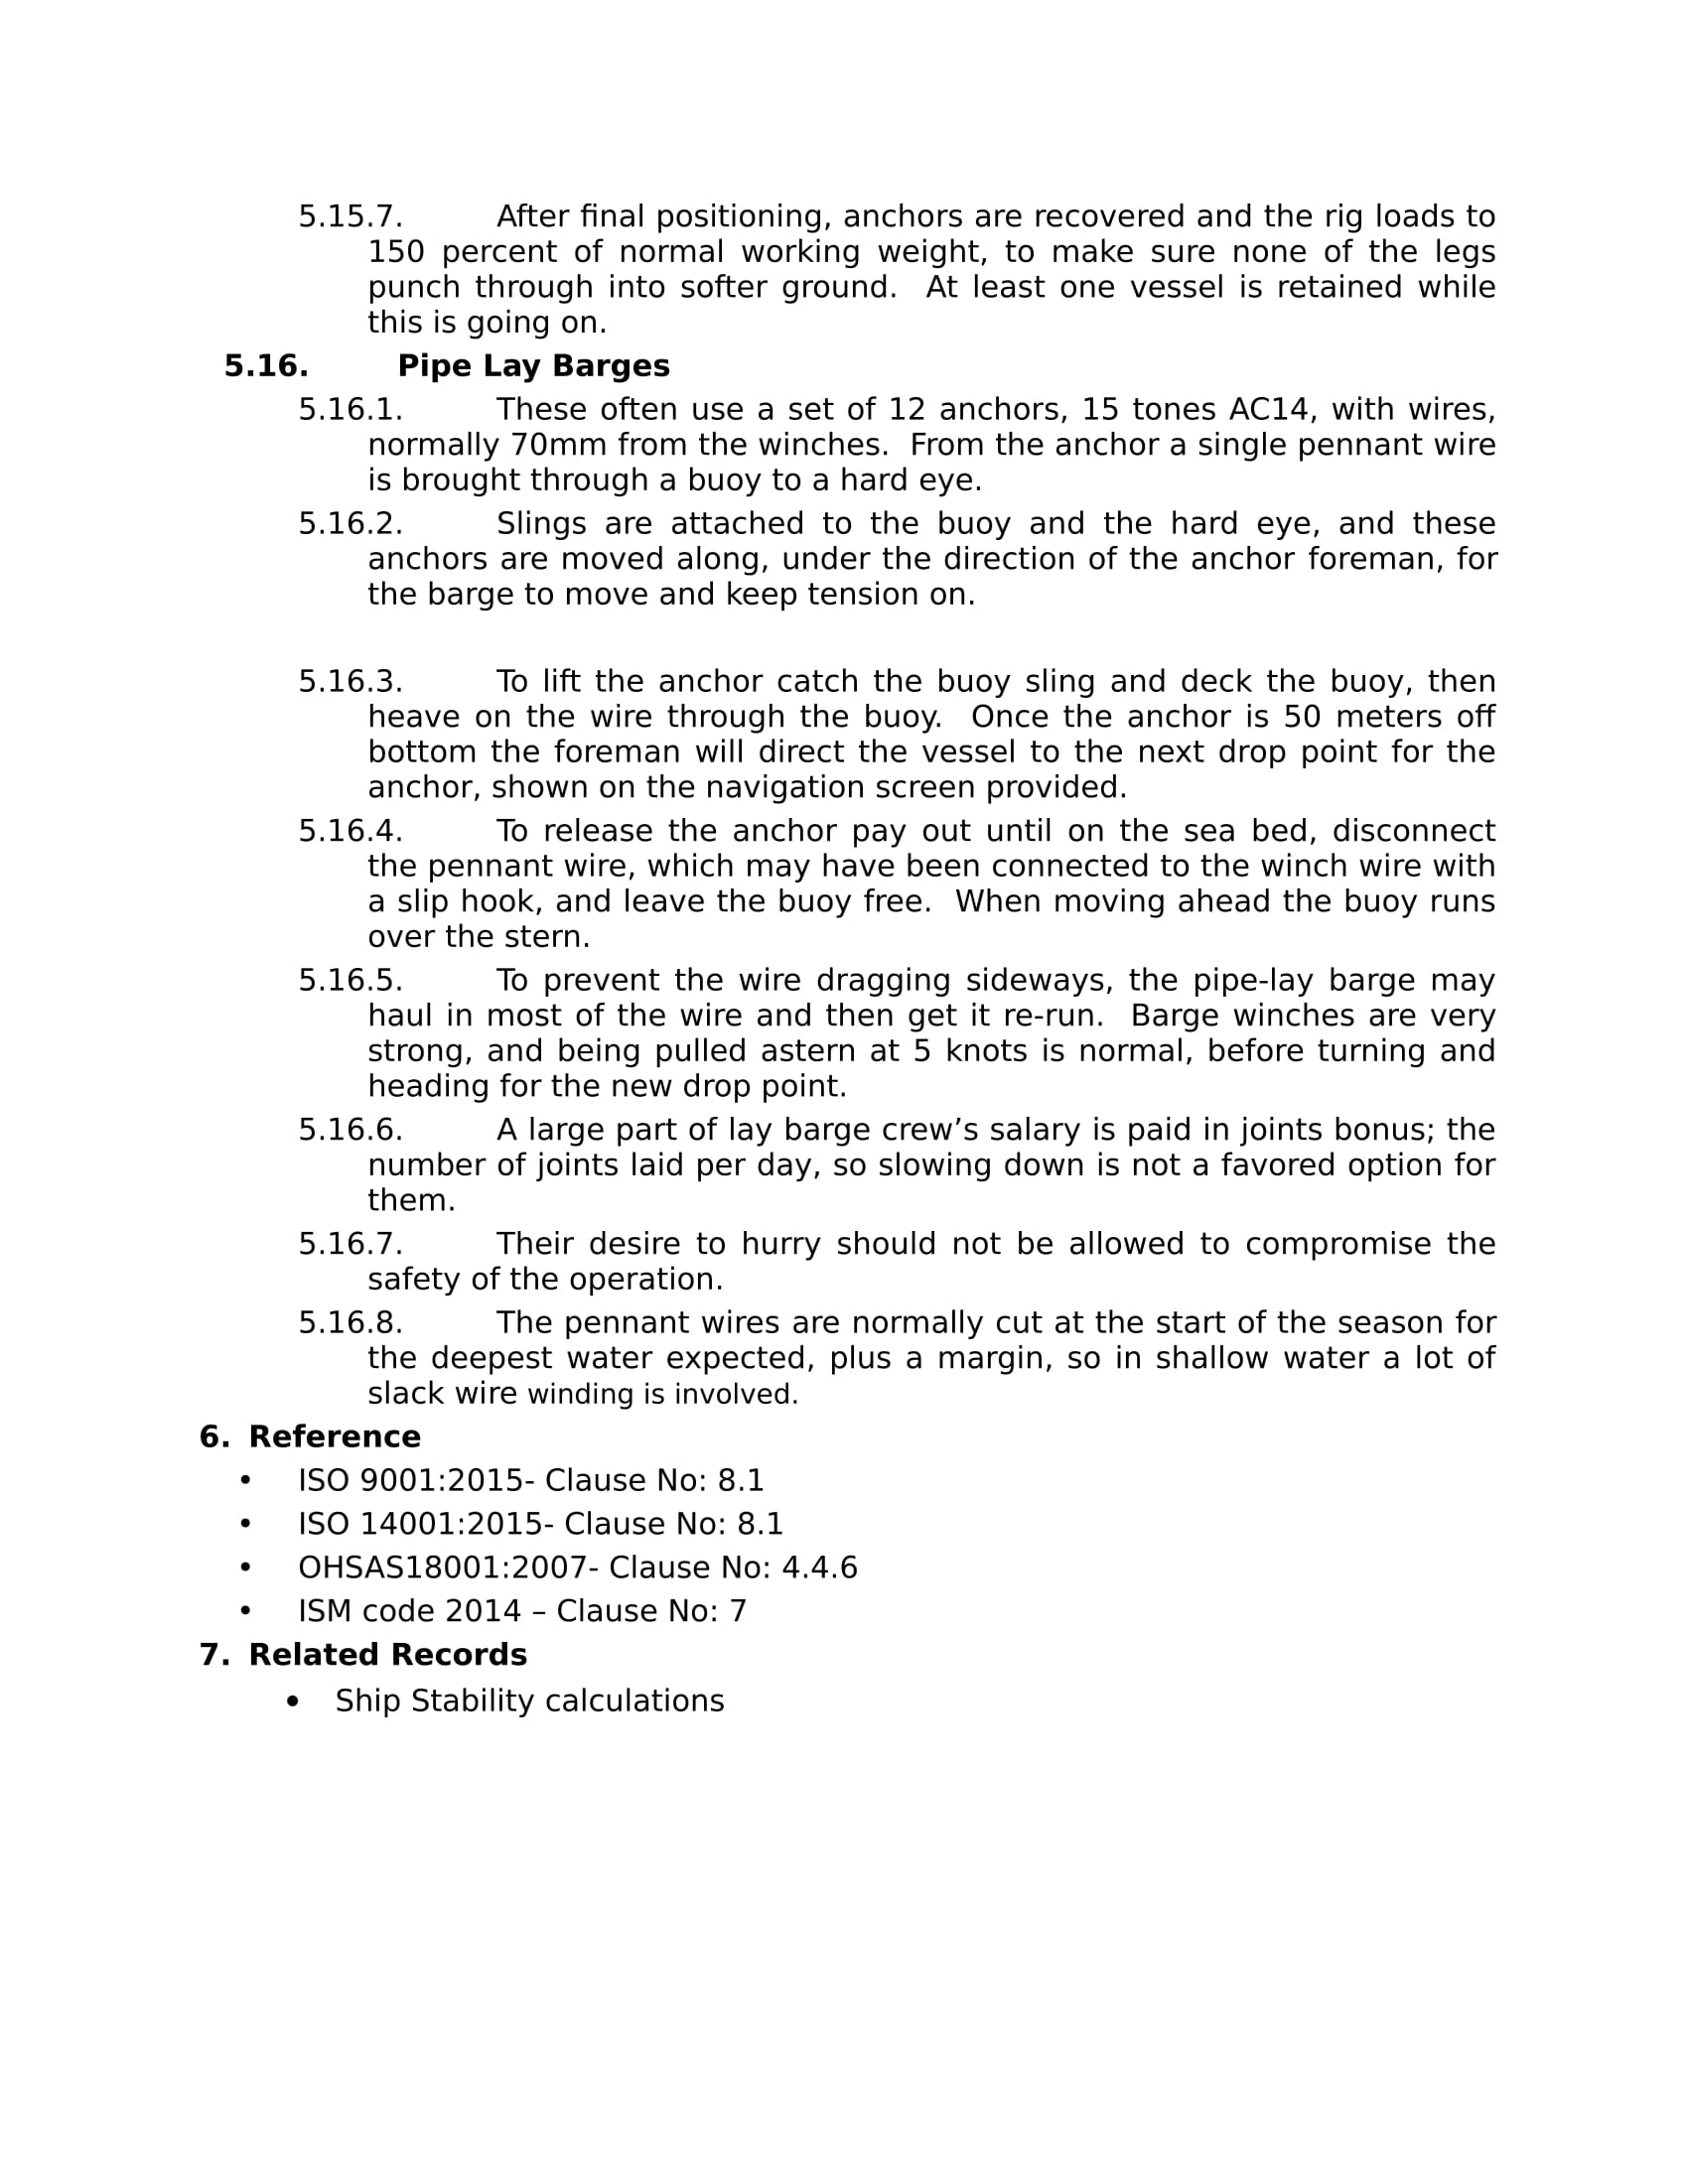 5.15.7. After final positioning, anchors are recovered and the rig loads to
150 percent of normal working weight, to make sure none of the legs
punch through into softer ground.  At least one vessel is retained while
this is going on.
5.16. Pipe Lay Barges
5.16.1. These often use a set of 12 anchors, 15 tones AC14, with wires,
normally 70mm from the winches.  From the anchor a single pennant wire
is brought through a buoy to a hard eye.
5.16.2. Slings are attached to the buoy and the hard eye, and these
anchors are moved along, under the direction of the anchor foreman, for
the barge to move and keep tension on.
5.16.3. To lift the anchor catch the buoy sling and deck the buoy, then
heave on the wire through the buoy.  Once the anchor is 50 meters off
bottom the foreman will direct the vessel to the next drop point for the
anchor, shown on the navigation screen provided.
5.16.4. To release the anchor pay out until on the sea bed, disconnect
the pennant wire, which may have been connected to the winch wire with
a slip hook, and leave the buoy free.  When moving ahead the buoy runs
over the stern.
5.16.5. To prevent the wire dragging sideways, the pipe-lay barge may
haul in most of the wire and then get it re-run.  Barge winches are very
strong, and being pulled astern at 5 knots is normal, before turning and
heading for the new drop point.
5.16.6. A large part of lay barge crew’s salary is paid in joints bonus; the
number of joints laid per day, so slowing down is not a favored option for
them.
5.16.7. Their desire to hurry should not be allowed to compromise the
safety of the operation.
5.16.8. The pennant wires are normally cut at the start of the season for
the deepest water expected, plus a margin, so in shallow water a lot of
slack wire winding is involved.
6. Reference
• ISO 9001:2015- Clause No: 8.1
• ISO 14001:2015- Clause No: 8.1
• OHSAS18001:2007- Clause No: 4.4.6
• ISM code 2014 – Clause No: 7
7. Related Records
• Ship Stability calculations